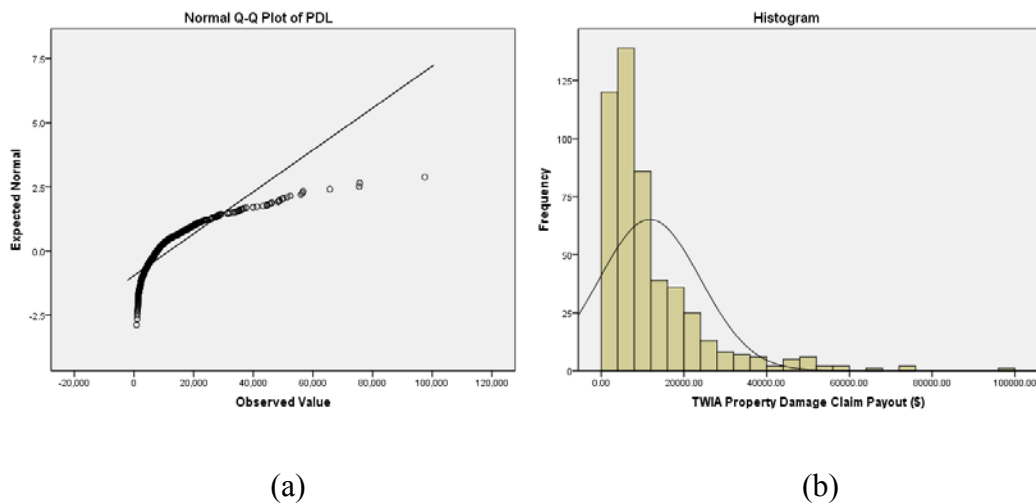 Normal Q-Q Plot of PDL
Expected Normal
7.5
5.0
2.5
0.0
-2.5
-20,000 0 20,000 40,000 60,000 80,000 100,000 120,000
Observed Value
(a)
Histogram
Frequency
125
100
75
50
25
0
0.00 20000.00 40000.00 60000.00 80000.00 100000.00
TWIA Property Damage Claim Payout ($)
(b)